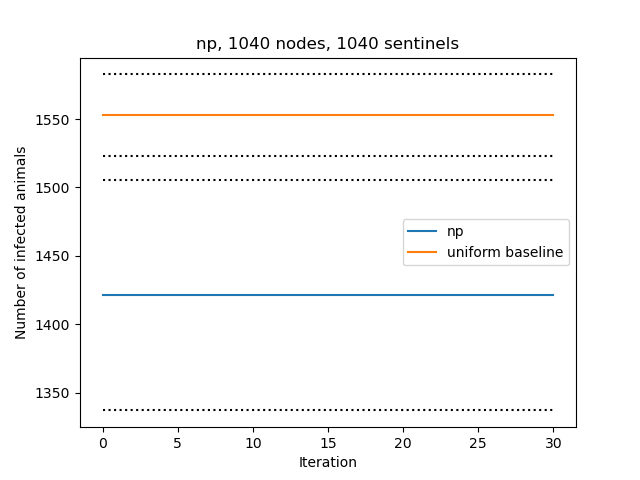 np, 1040 nodes, 1040 sentinels
Number of infected animals
1550
1500
1450
1400
1350
np
uniform baseline
0 5 10 15 20 25 30
Iteration